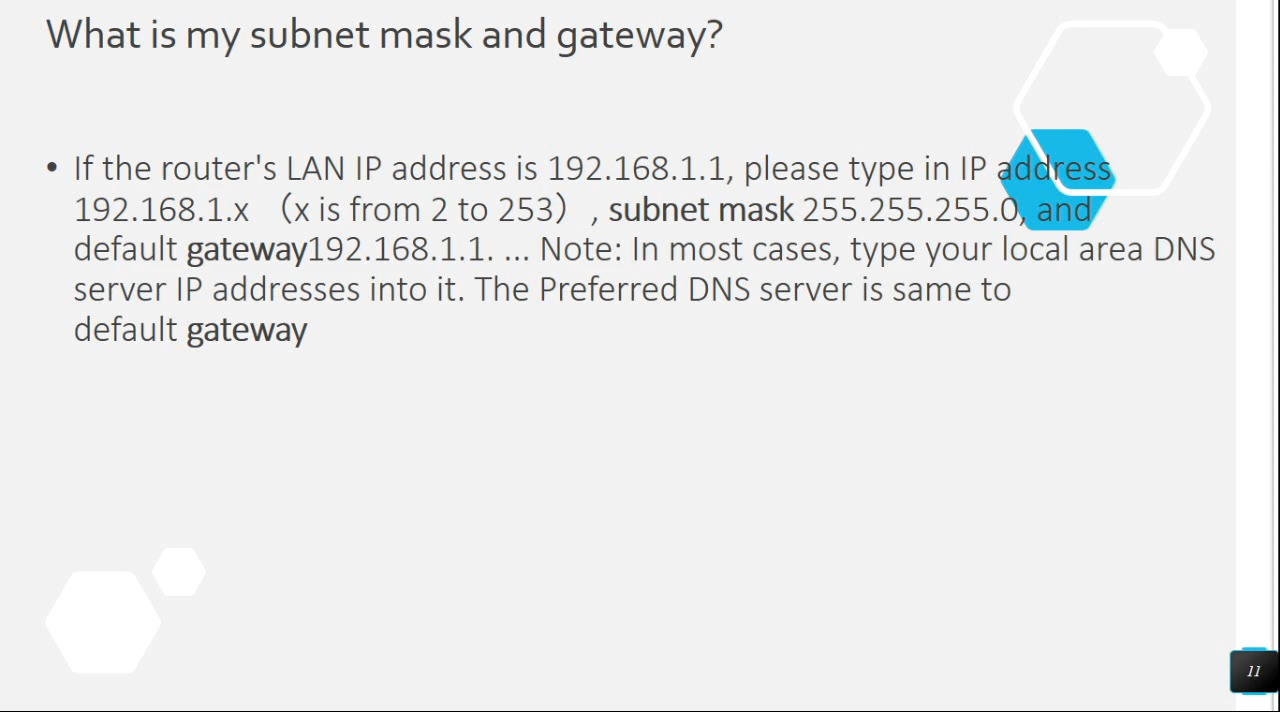 What is my subnet mask and gateway?
• If the router's LAN IP address is 192.168.1.1, please type in IP address
192.168.1.x （x is from 2 to 253）, subnet mask 255.255.255.0, and
default gateway192.168.1.1. ... Note: In most cases, type your local area DNS
server IP addresses into it. The Preferred DNS server is same to
default gateway
11